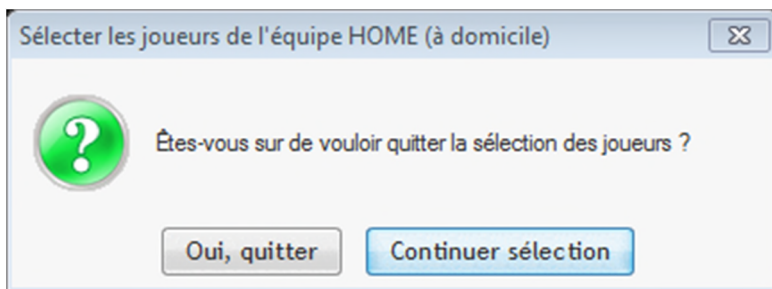 Sélecter les joueurs de l'équipe HOME (à domicile)
?
Êtes-vous sur de vouloir quitter la sélection des joueurs ?
Oui, quitter
Continuer sélection